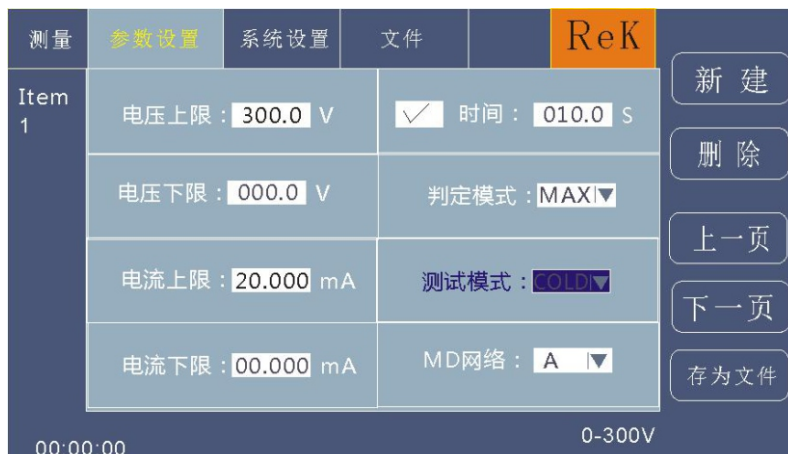 测量 参数设置 系统设置 文件 ReK
Item
1
电压上限：300.0 V
时间：010.0 S
电压下限：000.0 V
判定模式：MAX
电流上限：20.000 mA
测试模式：COLD
电流下限：00.000 mA
MD网络：A
新建
删除
上一页
下一页
存为文件
00:00:00
0-300V